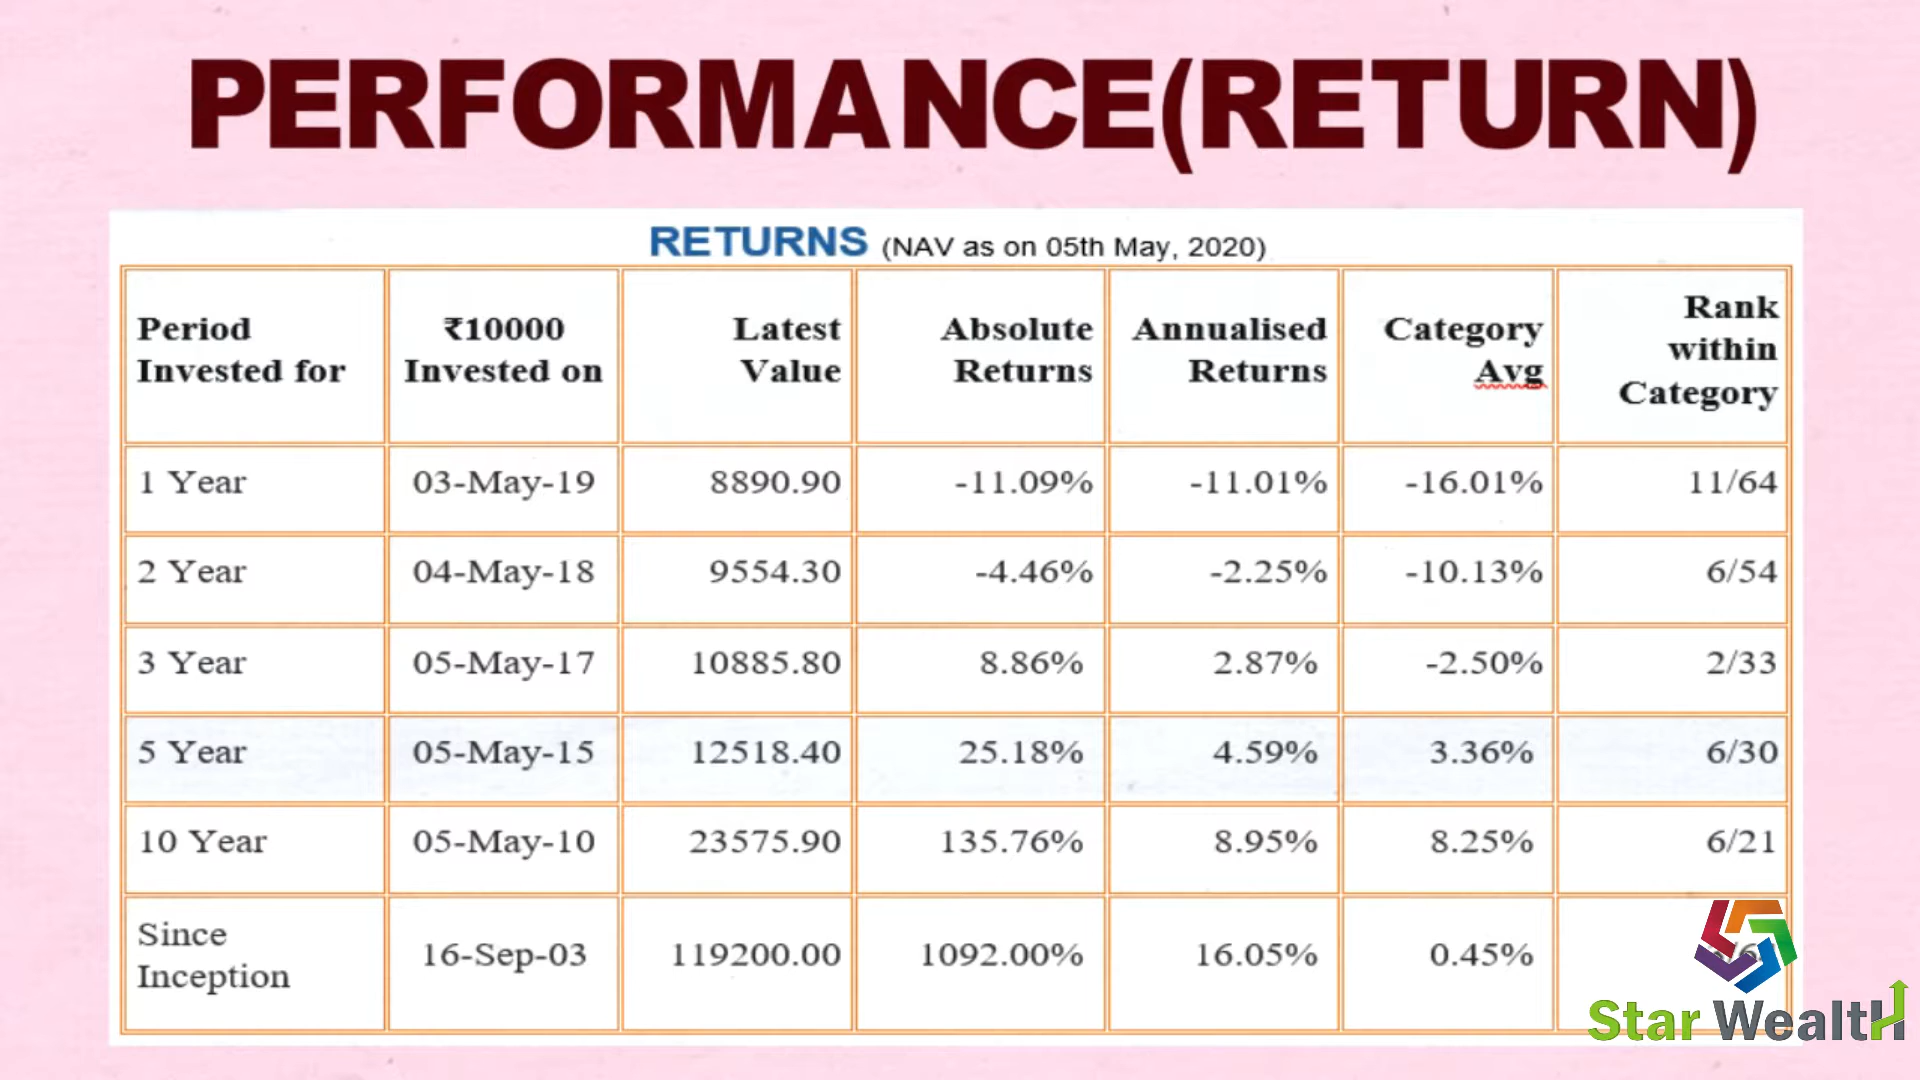 PERFORMANCE(RETURN)
RETURNS (NAV as on 05th May, 2020)
Period Invested for ₹10000 Invested on Latest Value Absolute Returns Annualised Returns Category Avg Rank within Category
1 Year 03-May-19 8890.90 -11.09% -11.01% -16.01% 11/64
2 Year 04-May-18 9554.30 -4.46% -2.25% -10.13% 6/54
3 Year 05-May-17 10885.80 8.86% 2.87% -2.50% 2/33
5 Year 05-May-15 12518.40 25.18% 4.59% 3.36% 6/30
10 Year 05-May-10 23575.90 135.76% 8.95% 8.25% 6/21
Since Inception 16-Sep-03 119200.00 1092.00% 16.05% 0.45%
Star Wealth